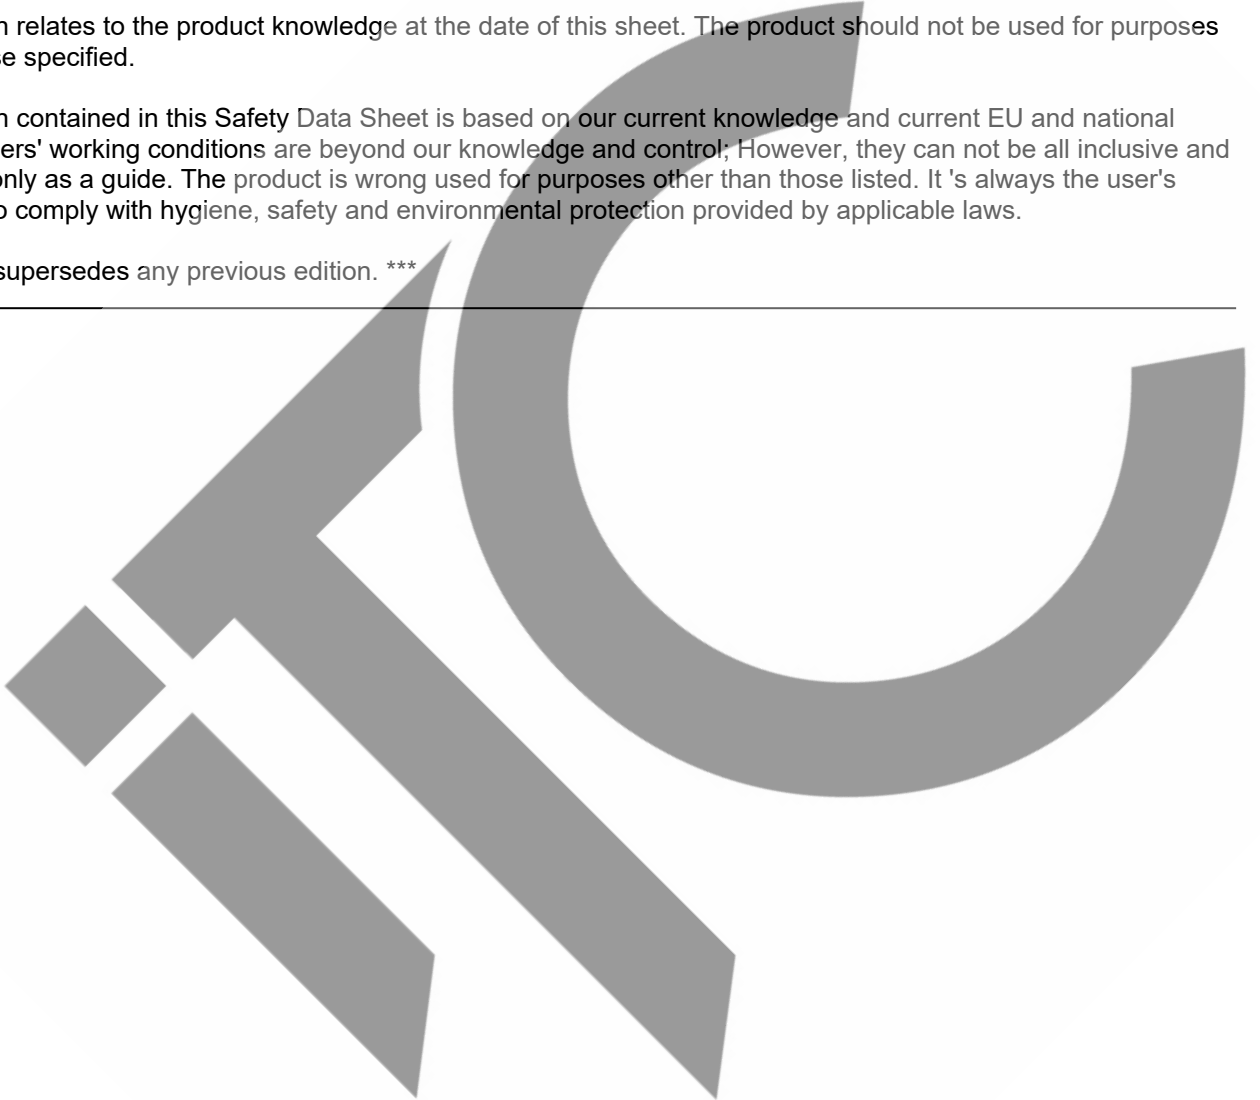 n relates to the product knowledge at the date of this sheet. The product should not be used for purposes
se specified.
n contained in this Safety Data Sheet is based on our current knowledge and current EU and national
ers' working conditions are beyond our knowledge and control; However, they can not be all inclusive and
only as a guide. The product is wrong used for purposes other than those listed. It 's always the user's
o comply with hygiene, safety and environmental protection provided by applicable laws.
supersedes any previous edition. ***
iTC